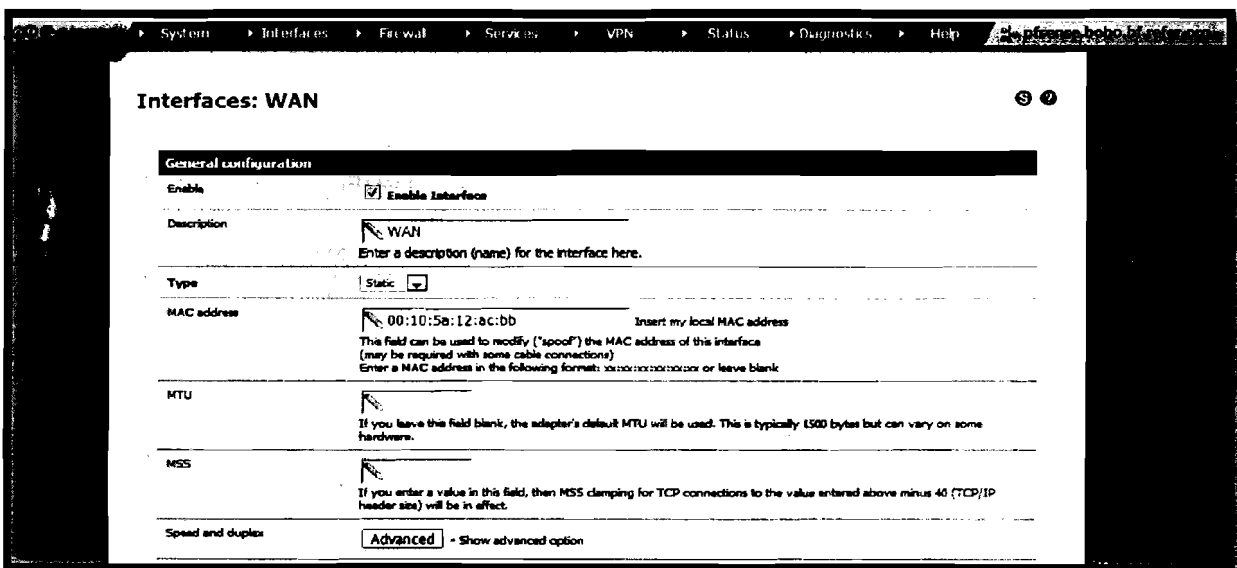 System Interfaces Firewall Services VPN Status Diagnostics Help
Interfaces: WAN
General configuration
Enable
Enable Interface
Description
WAN
Enter a description (name) for the interface here.
Type
Static
MAC address
00:10:5a:12:ac:bb Insert my local MAC address
This field can be used to modify ("spoof") the MAC address of this interface
(may be required with some cable connections)
Enter a MAC address in the following format: xx:xx:xx:xx:xx:xx or leave blank
MTU
If you leave this field blank, the adapter's default MTU will be used. This is typically 1500 bytes but can vary on some
hardware.
MSS
If you enter a value in this field, then MSS clamping for TCP connections to the value entered above minus 40 (TCP/IP
header size) will be in effect.
Speed and duplex
Advanced - Show advanced option